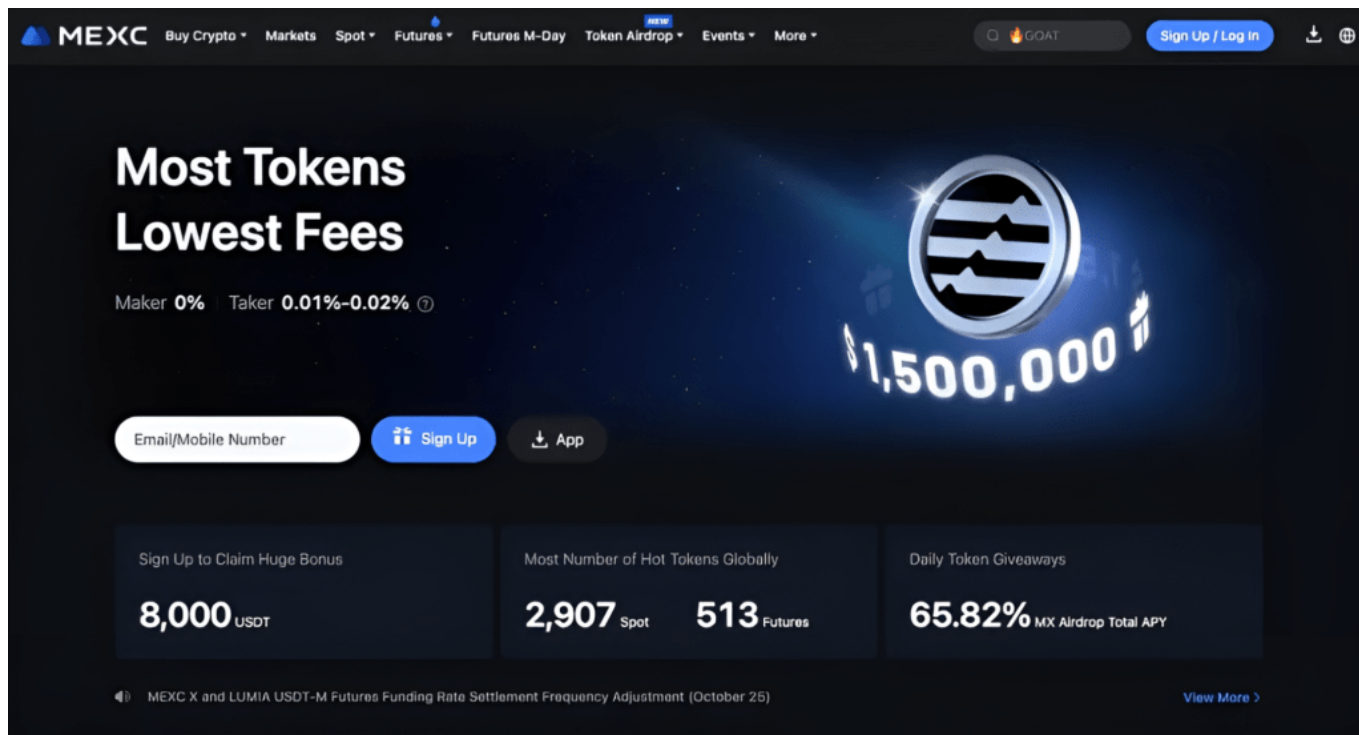 MEXC Buy Crypto Markets Spot Futures Futures M-Day Token Airdrop NEW Events More GOAT Sign Up / Log In
Most Tokens
Lowest Fees
Maker 0% Taker 0.01%-0.02%
$1,500,000
Email/Mobile Number Sign Up App
Sign Up to Claim Huge Bonus
8,000 USDT
Most Number of Hot Tokens Globally
2,907 Spot 513 Futures
Daily Token Giveaways
65.82% MX Airdrop Total APY
MEXC X and LUMIA USDT-M Futures Funding Rate Settlement Frequency Adjustment (October 25) View More